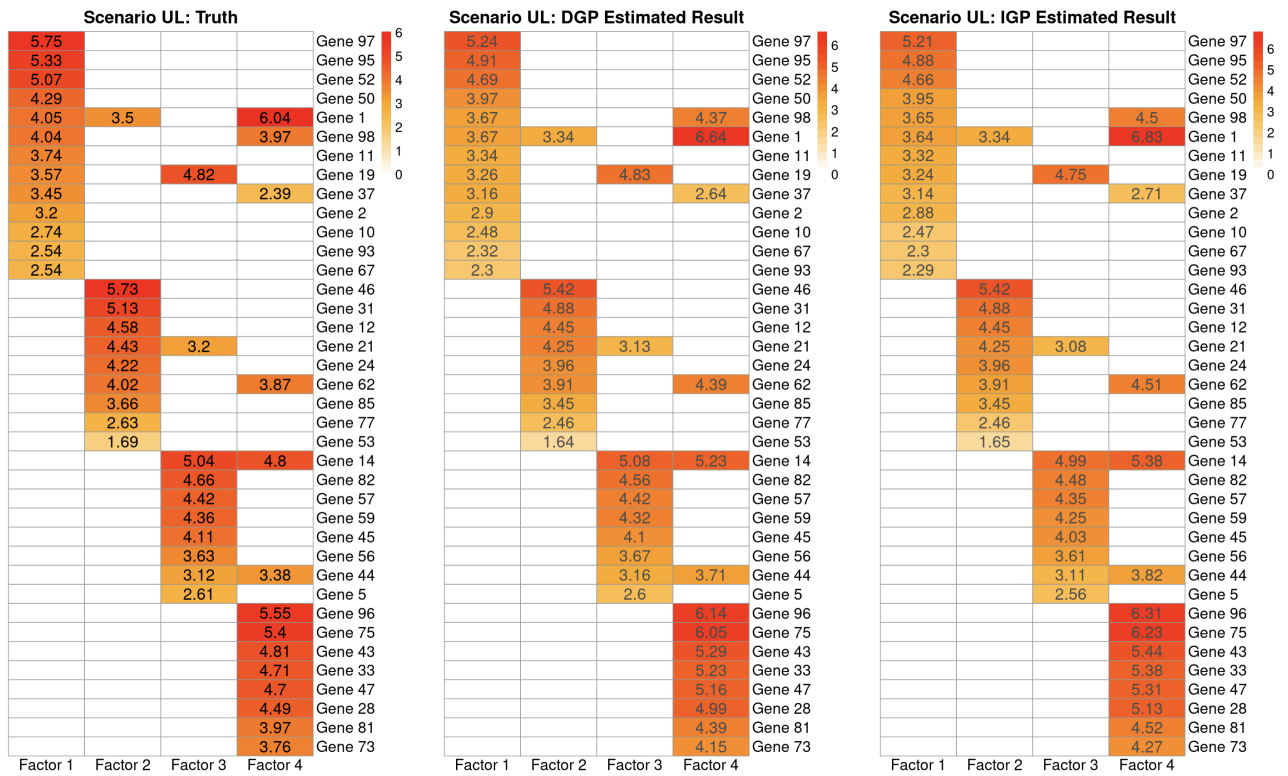 Scenario UL: Truth
5.75 Gene 97
5.33 Gene 95
5.07 Gene 52
4.29 Gene 50
4.05 3.5 6.04 Gene 1
4.04 3.97 Gene 98
3.74 Gene 11
3.57 4.82 Gene 19
3.45 2.39 Gene 37
3.2 Gene 2
2.74 Gene 10
2.54 Gene 93
2.54 Gene 67
5.73 Gene 46
5.13 Gene 31
4.58 Gene 12
4.43 3.2 Gene 21
4.22 Gene 24
4.02 3.87 Gene 62
3.66 Gene 85
2.63 Gene 77
1.69 Gene 53
5.04 4.8 Gene 14
4.66 Gene 82
4.42 Gene 57
4.36 Gene 59
4.11 Gene 45
3.63 Gene 56
3.12 3.38 Gene 44
2.61 Gene 5
5.55 Gene 96
5.4 Gene 75
4.81 Gene 43
4.71 Gene 33
4.7 Gene 47
4.49 Gene 28
3.97 Gene 81
3.76 Gene 73
Factor 1 Factor 2 Factor 3 Factor 4
6
5
4
3
2
1
0
Scenario UL: DGP Estimated Result
5.24 Gene 97
4.91 Gene 95
4.69 Gene 52
3.97 Gene 50
3.67 4.37 Gene 98
3.67 3.34 6.64 Gene 1
3.34 Gene 11
3.26 4.83 Gene 19
3.16 2.64 Gene 37
2.9 Gene 2
2.48 Gene 10
2.32 Gene 67
2.3 Gene 93
5.42 Gene 46
4.88 Gene 31
4.45 Gene 12
4.25 3.13 Gene 21
3.96 Gene 24
3.91 4.39 Gene 62
3.45 Gene 85
2.46 Gene 77
1.64 Gene 53
5.08 5.23 Gene 14
4.56 Gene 82
4.42 Gene 57
4.32 Gene 59
4.1 Gene 45
3.67 Gene 56
3.16 3.71 Gene 44
2.6 Gene 5
6.14 Gene 96
6.05 Gene 75
5.29 Gene 43
5.23 Gene 33
5.16 Gene 47
4.99 Gene 28
4.39 Gene 81
4.15 Gene 73
Factor 1 Factor 2 Factor 3 Factor 4
6
5
4
3
2
1
0
Scenario UL: IGP Estimated Result
5.21 Gene 97
4.88 Gene 95
4.66 Gene 52
3.95 Gene 50
3.65 4.5 Gene 98
3.64 3.34 6.83 Gene 1
3.32 Gene 11
3.24 4.75 Gene 19
3.14 2.71 Gene 37
2.88 Gene 2
2.47 Gene 10
2.3 Gene 67
2.29 Gene 93
5.42 Gene 46
4.88 Gene 31
4.45 Gene 12
4.25 3.08 Gene 21
3.96 Gene 24
3.91 4.51 Gene 62
3.45 Gene 85
2.46 Gene 77
1.65 Gene 53
4.99 5.38 Gene 14
4.48 Gene 82
4.35 Gene 57
4.25 Gene 59
4.03 Gene 45
3.61 Gene 56
3.11 3.82 Gene 44
2.56 Gene 5
6.31 Gene 96
6.23 Gene 75
5.44 Gene 43
5.38 Gene 33
5.31 Gene 47
5.13 Gene 28
4.52 Gene 81
4.27 Gene 73
Factor 1 Factor 2 Factor 3 Factor 4
6
5
4
3
2
1
0